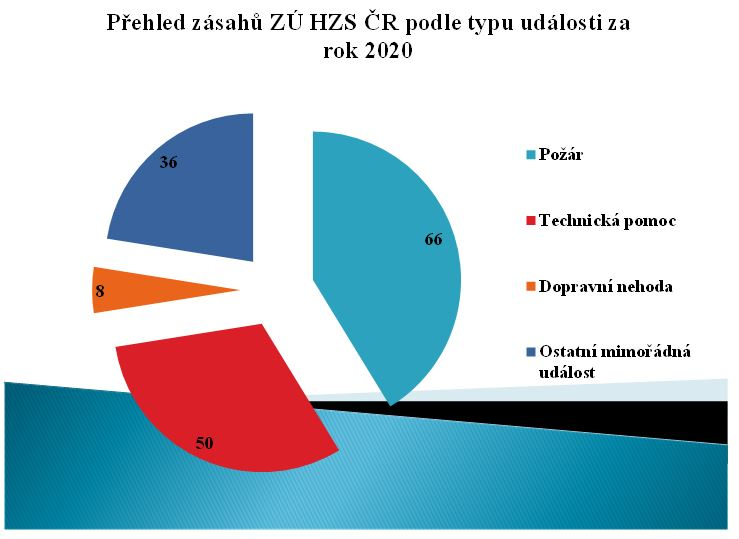 Přehled zásahů ZÚ HZS ČR podle typu události za
rok 2020
36
66
8
50
Požár
Technická pomoc
Dopravní nehoda
Ostatní mimořádná
událost